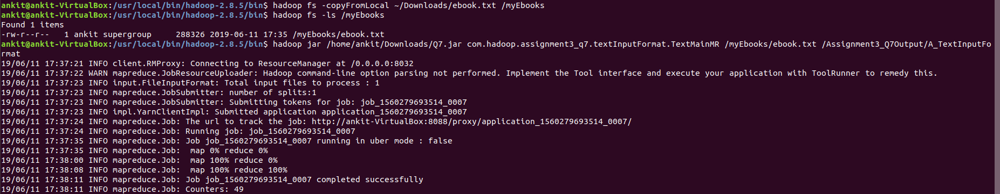 ankit@ankit-VirtualBox:/usr/local/bin/hadoop-2.8.5/bin$ hadoop fs -copyFromLocal ~/Downloads/ebook.txt /myEbooks
ankit@ankit-VirtualBox:/usr/local/bin/hadoop-2.8.5/bin$ hadoop fs -ls /myEbooks
Found 1 items
-rw-r--r--   1 ankit supergroup     288326 2019-06-11 17:35 /myEbooks/ebook.txt
ankit@ankit-VirtualBox:/usr/local/bin/hadoop-2.8.5/bin$ hadoop jar /home/ankit/Downloads/Q7.jar com.hadoop.assignment3_q7.textInputFormat.TextMainMR /myEbooks/ebook.txt /Assignment3_Q7Output/A_TextInputFo
rmat
19/06/11 17:37:21 INFO client.RMProxy: Connecting to ResourceManager at /0.0.0.0:8032
19/06/11 17:37:22 WARN mapreduce.JobResourceUploader: Hadoop command-line option parsing not performed. Implement the Tool interface and execute your application with ToolRunner to remedy this.
19/06/11 17:37:23 INFO input.FileInputFormat: Total input files to process : 1
19/06/11 17:37:23 INFO mapreduce.JobSubmitter: number of splits:1
19/06/11 17:37:23 INFO mapreduce.JobSubmitter: Submitting tokens for job: job_1560279693514_0007
19/06/11 17:37:23 INFO impl.YarnClientImpl: Submitted application application_1560279693514_0007
19/06/11 17:37:24 INFO mapreduce.Job: The url to track the job: http://ankit-VirtualBox:8088/proxy/application_1560279693514_0007/
19/06/11 17:37:24 INFO mapreduce.Job: Running job: job_1560279693514_0007
19/06/11 17:37:35 INFO mapreduce.Job: Job job_1560279693514_0007 running in uber mode : false
19/06/11 17:37:35 INFO mapreduce.Job:  map 0% reduce 0%
19/06/11 17:38:00 INFO mapreduce.Job:  map 100% reduce 0%
19/06/11 17:38:08 INFO mapreduce.Job:  map 100% reduce 100%
19/06/11 17:38:11 INFO mapreduce.Job: Job job_1560279693514_0007 completed successfully
19/06/11 17:38:11 INFO mapreduce.Job: Counters: 49